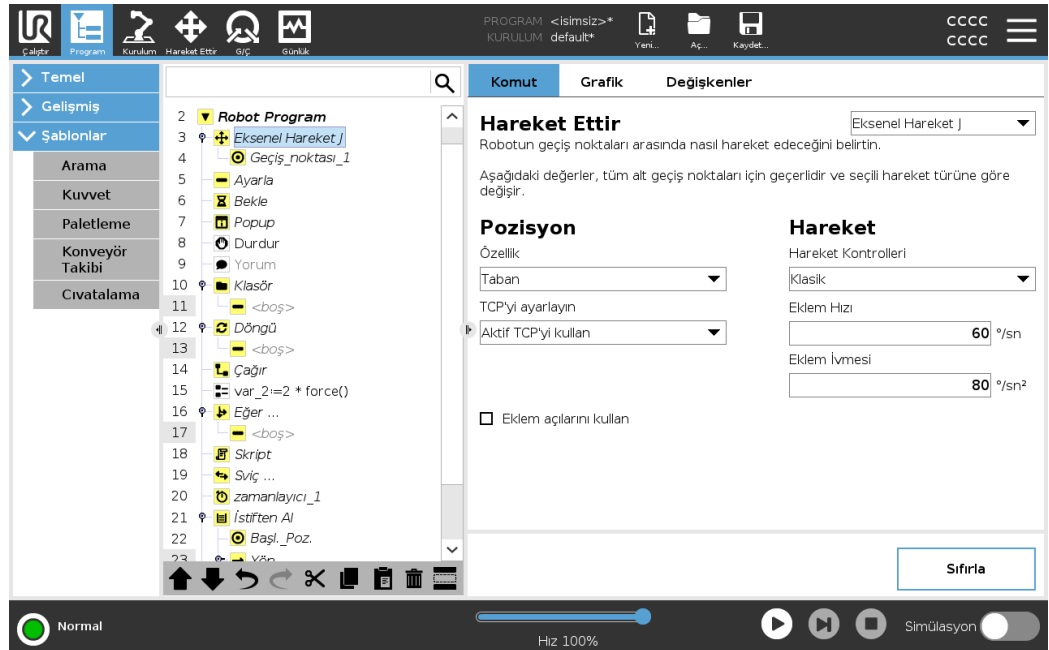 UR
PROGRAM <isimsiz>*
KURULUM default*
Çalıştır
Program
Kurulum
Hareket Ettir
G/Ç
Günlük
Yeni...
Aç...
Kaydet...
CCCC
CCCC
Temel
Gelişmiş
Şablonlar
Arama
Kuvvet
Paletleme
Konveyör
Takibi
Cıvatalama
2 Robot Program
3 Eksenel Hareket J
4 Geçiş_noktası_1
5 Ayarla
6 Bekle
7 Popup
8 Durdur
9 Yorum
10 Klasör
11 <boş>
12 Döngü
13 <boş>
14 Çağır
15 var_2≔2 * force()
16 Eğer ...
17 <boş>
18 Skript
19 Sviç ...
20 zamanlayıcı_1
21 İstiften Al
22 Başl._Poz.
23 Yön
Komut
Grafik
Değişkenler
Hareket Ettir
Eksenel Hareket J
Robotun geçiş noktaları arasında nasıl hareket edeceğini belirtin.
Aşağıdaki değerler, tüm alt geçiş noktaları için geçerlidir ve seçili hareket türüne göre
değişir.
Pozisyon
Özellik
Taban
TCP'yi ayarlayın
Aktif TCP'yi kullan
Eklem açılarını kullan
Hareket
Hareket Kontrolleri
Klasik
Eklem Hızı
60 °/sn
Eklem İvmesi
80 °/sn²
Sıfırla
Normal
Hız 100%
Simülasyon